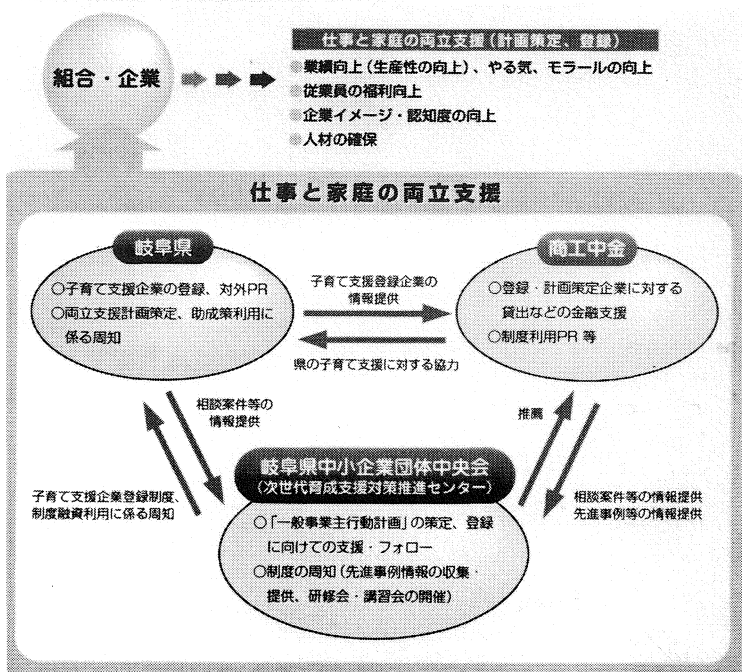 組合・企業
仕事と家庭の両立支援(計画策定、登録)
業績向上(生産性の向上)、やる気、モラールの向上
従業員の福利向上
企業イメージ・認知度の向上
人材の確保
仕事と家庭の両立支援
岐阜県
○子育て支援企業の登録、対外PR
○両立支援計画策定、助成策利用に
係る周知
子育て支援登録企業の
情報提供
県の子育て支援に対する協力
商工中金
○登録・計画策定企業に対する
貸出などの金融支援
○制度利用PR 等
相談案件等の
情報提供
推薦
子育て支援企業登録制度、
制度融資利用に係る周知
相談案件等の情報提供
先進事例等の情報提供
岐阜県中小企業団体中央会
(次世代育成支援対策推進センター)
○「一般事業主行動計画」の策定、登録
に向けての支援・フォロー
○制度の周知(先進事例情報の収集・
提供、研修会・講習会の開催)